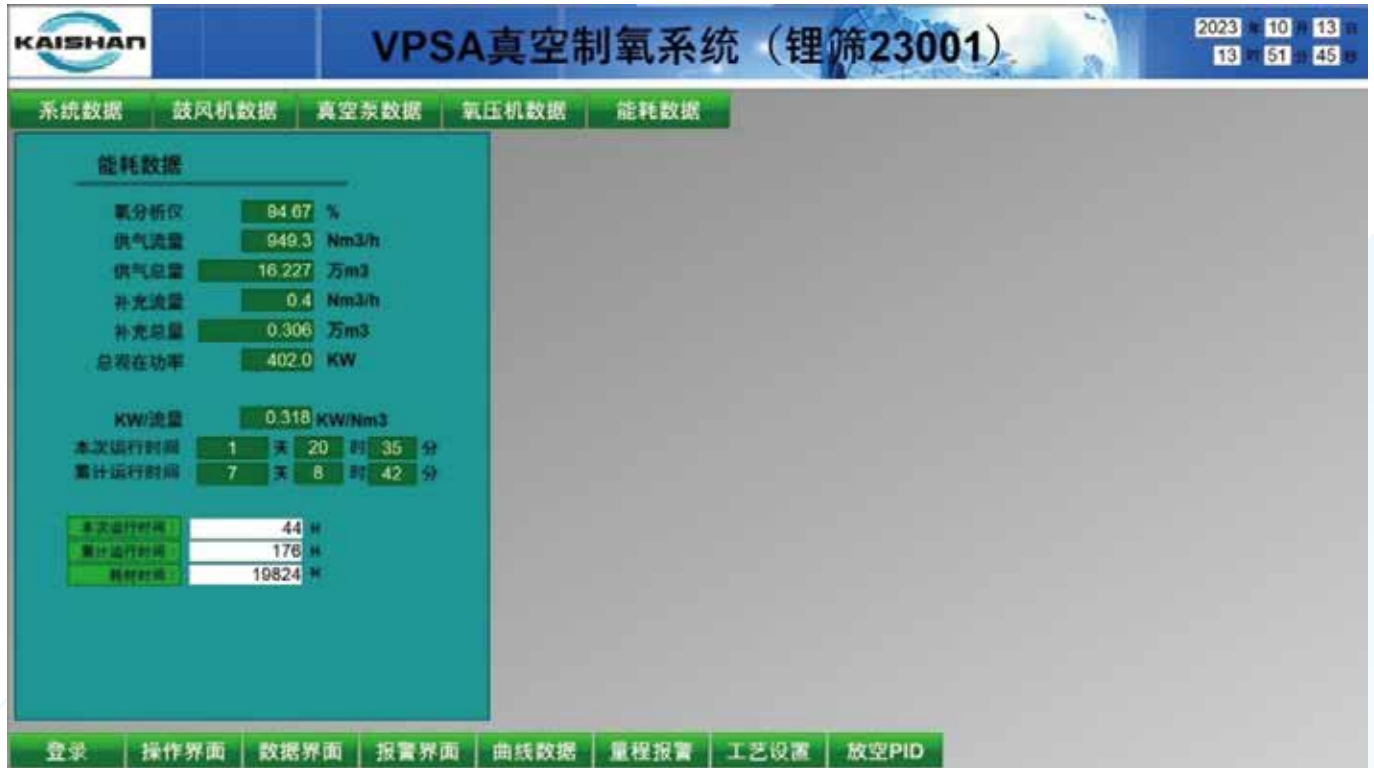 KAISHAN
VPSA真空制氧系统（锂筛23001）
2023 年 10 月 13 日
13 时 51 分 45 秒
系统数据 鼓风机数据 真空泵数据 氧压机数据 能耗数据
能耗数据
氧分析仪 94.67 %
供气流量 949.3 Nm3/h
供气总量 16.227 万m3
补充流量 0.4 Nm3/h
补充总量 0.306 万m3
总视在功率 402.0 KW
KW/流量 0.318 KW/Nm3
本次运行时间 1 天 20 时 35 分
累计运行时间 7 天 8 时 42 分
本次运行时间： 44 H
累计运行时间： 176 H
耗材时间： 19824 H
登录 操作界面 数据界面 报警界面 曲线数据 量程报警 工艺设置 放空PID